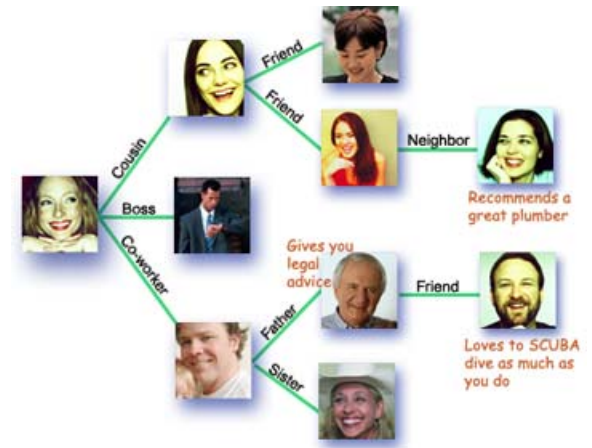 Friend
Friend
Cousin
Neighbor
Recommends a
great plumber
Boss
Co-worker
Gives you
legal
advice
Father
Friend
Sister
Loves to SCUBA
dive as much as
you do